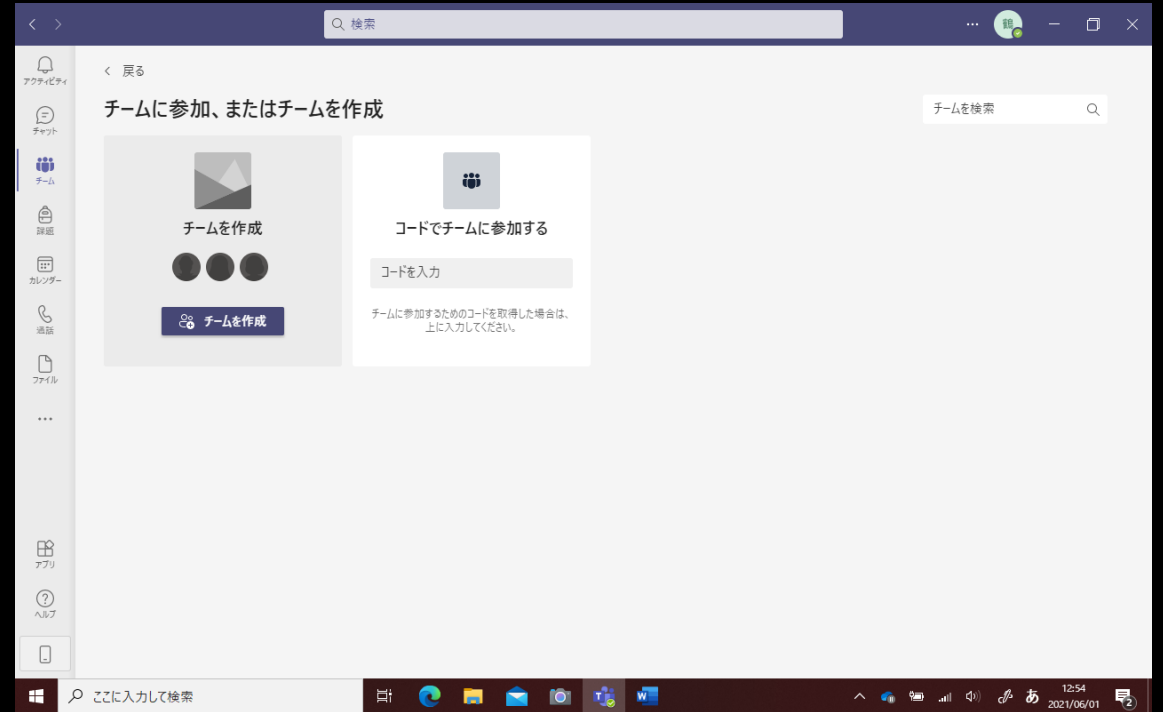 検索
鶴
アクティビティ
チャット
チーム
課題
カレンダー
通話
ファイル
アプリ
ヘルプ
戻る
チームに参加、またはチームを作成
チームを検索
チームを作成
チームを作成
コードでチームに参加する
コードを入力
チームに参加するためのコードを取得した場合は、
上に入力してください。
ここに入力して検索
あ
12:54
2021/06/01
2